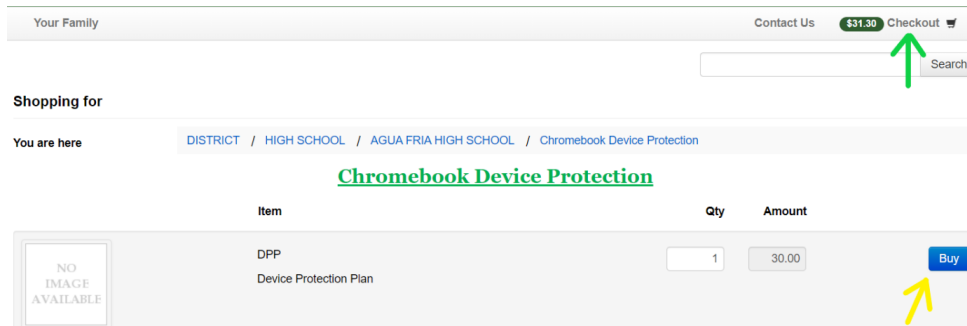 Your Family Contact Us $31.30 Checkout
Search
Shopping for
You are here DISTRICT / HIGH SCHOOL / AGUA FRIA HIGH SCHOOL / Chromebook Device Protection
Chromebook Device Protection
Item Qty Amount
DPP 1 30.00 Buy
Device Protection Plan
NO
IMAGE
AVAILABLE